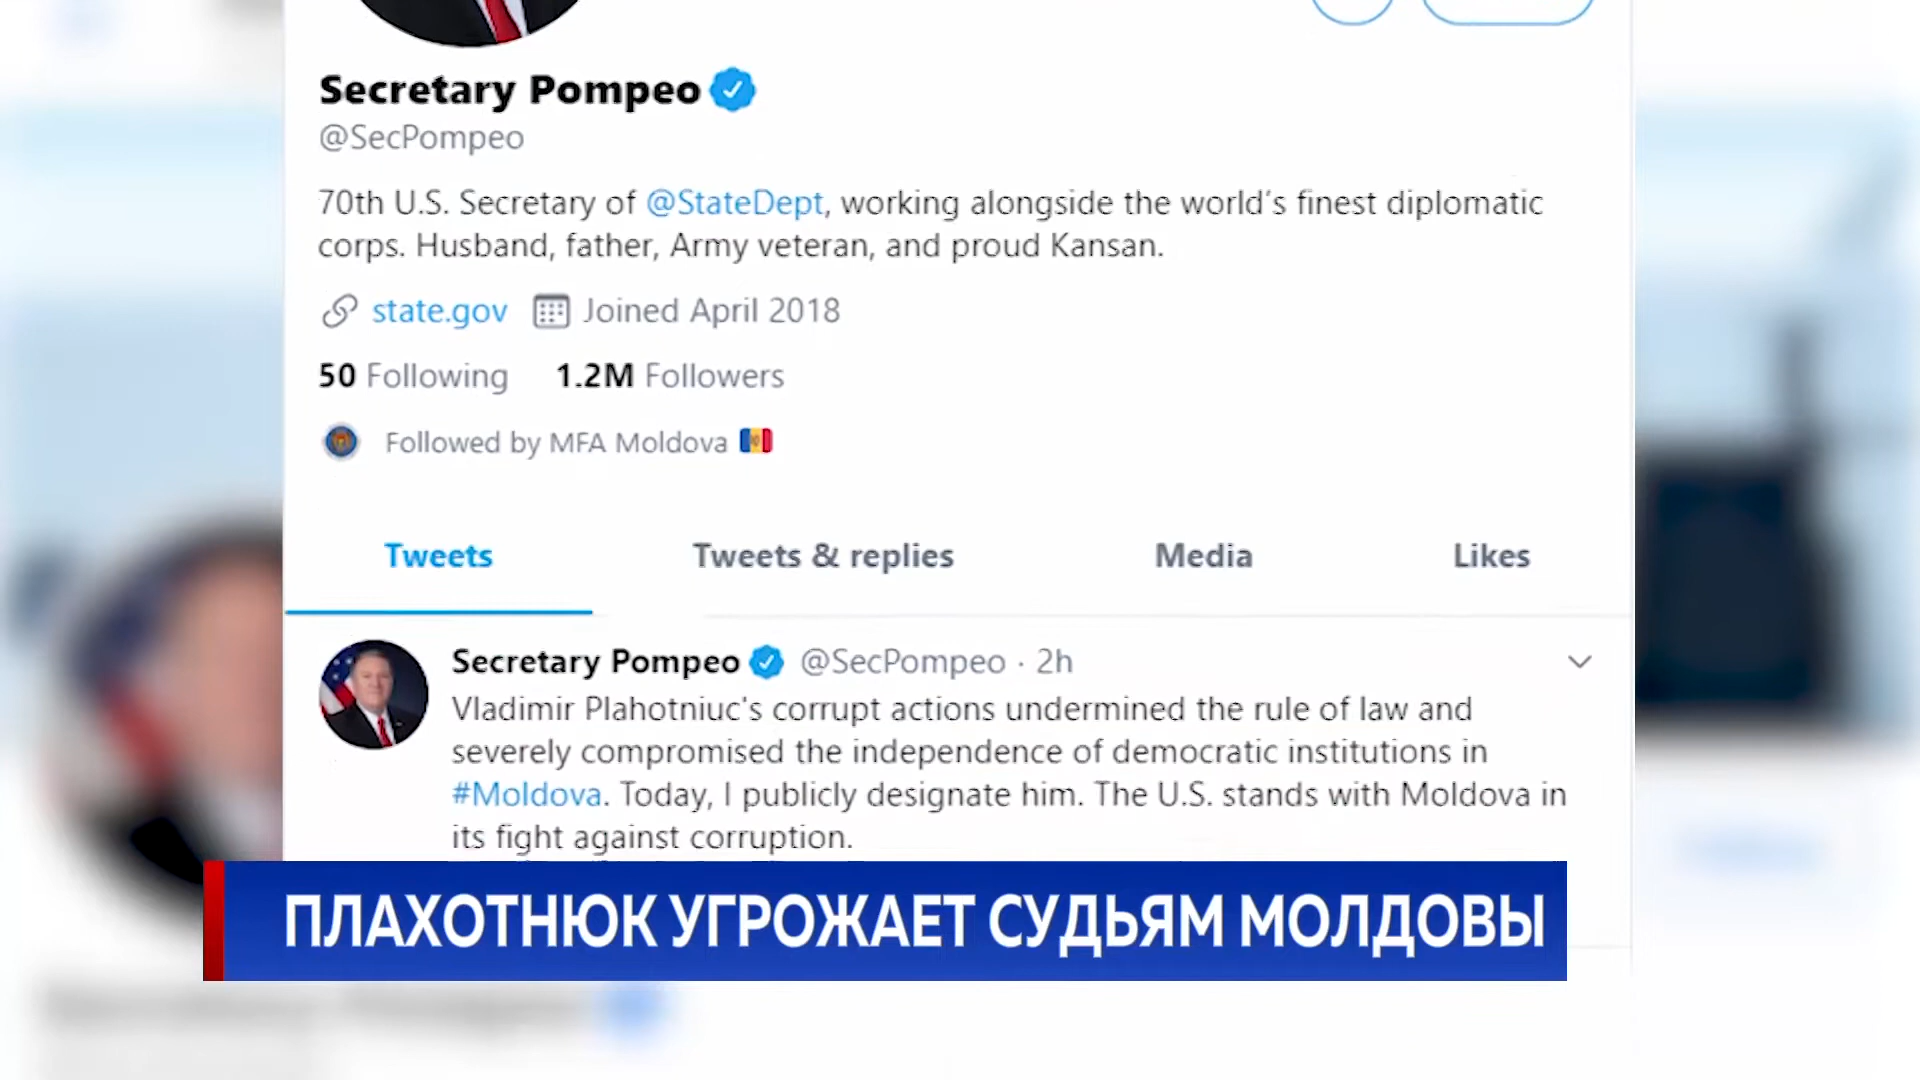 Secretary Pompeo
@SecPompeo
70th U.S. Secretary of @StateDept, working alongside the world's finest diplomatic
corps. Husband, father, Army veteran, and proud Kansan.
state.gov Joined April 2018
50 Following 1.2M Followers
Followed by MFA Moldova
Tweets Tweets & replies Media Likes
Secretary Pompeo @SecPompeo · 2h
Vladimir Plahotniuc's corrupt actions undermined the rule of law and
severely compromised the independence of democratic institutions in
#Moldova. Today, I publicly designate him. The U.S. stands with Moldova in
its fight against corruption.
ПЛАХОТНЮК УГРОЖАЕТ СУДЬЯМ МОЛДОВЫ